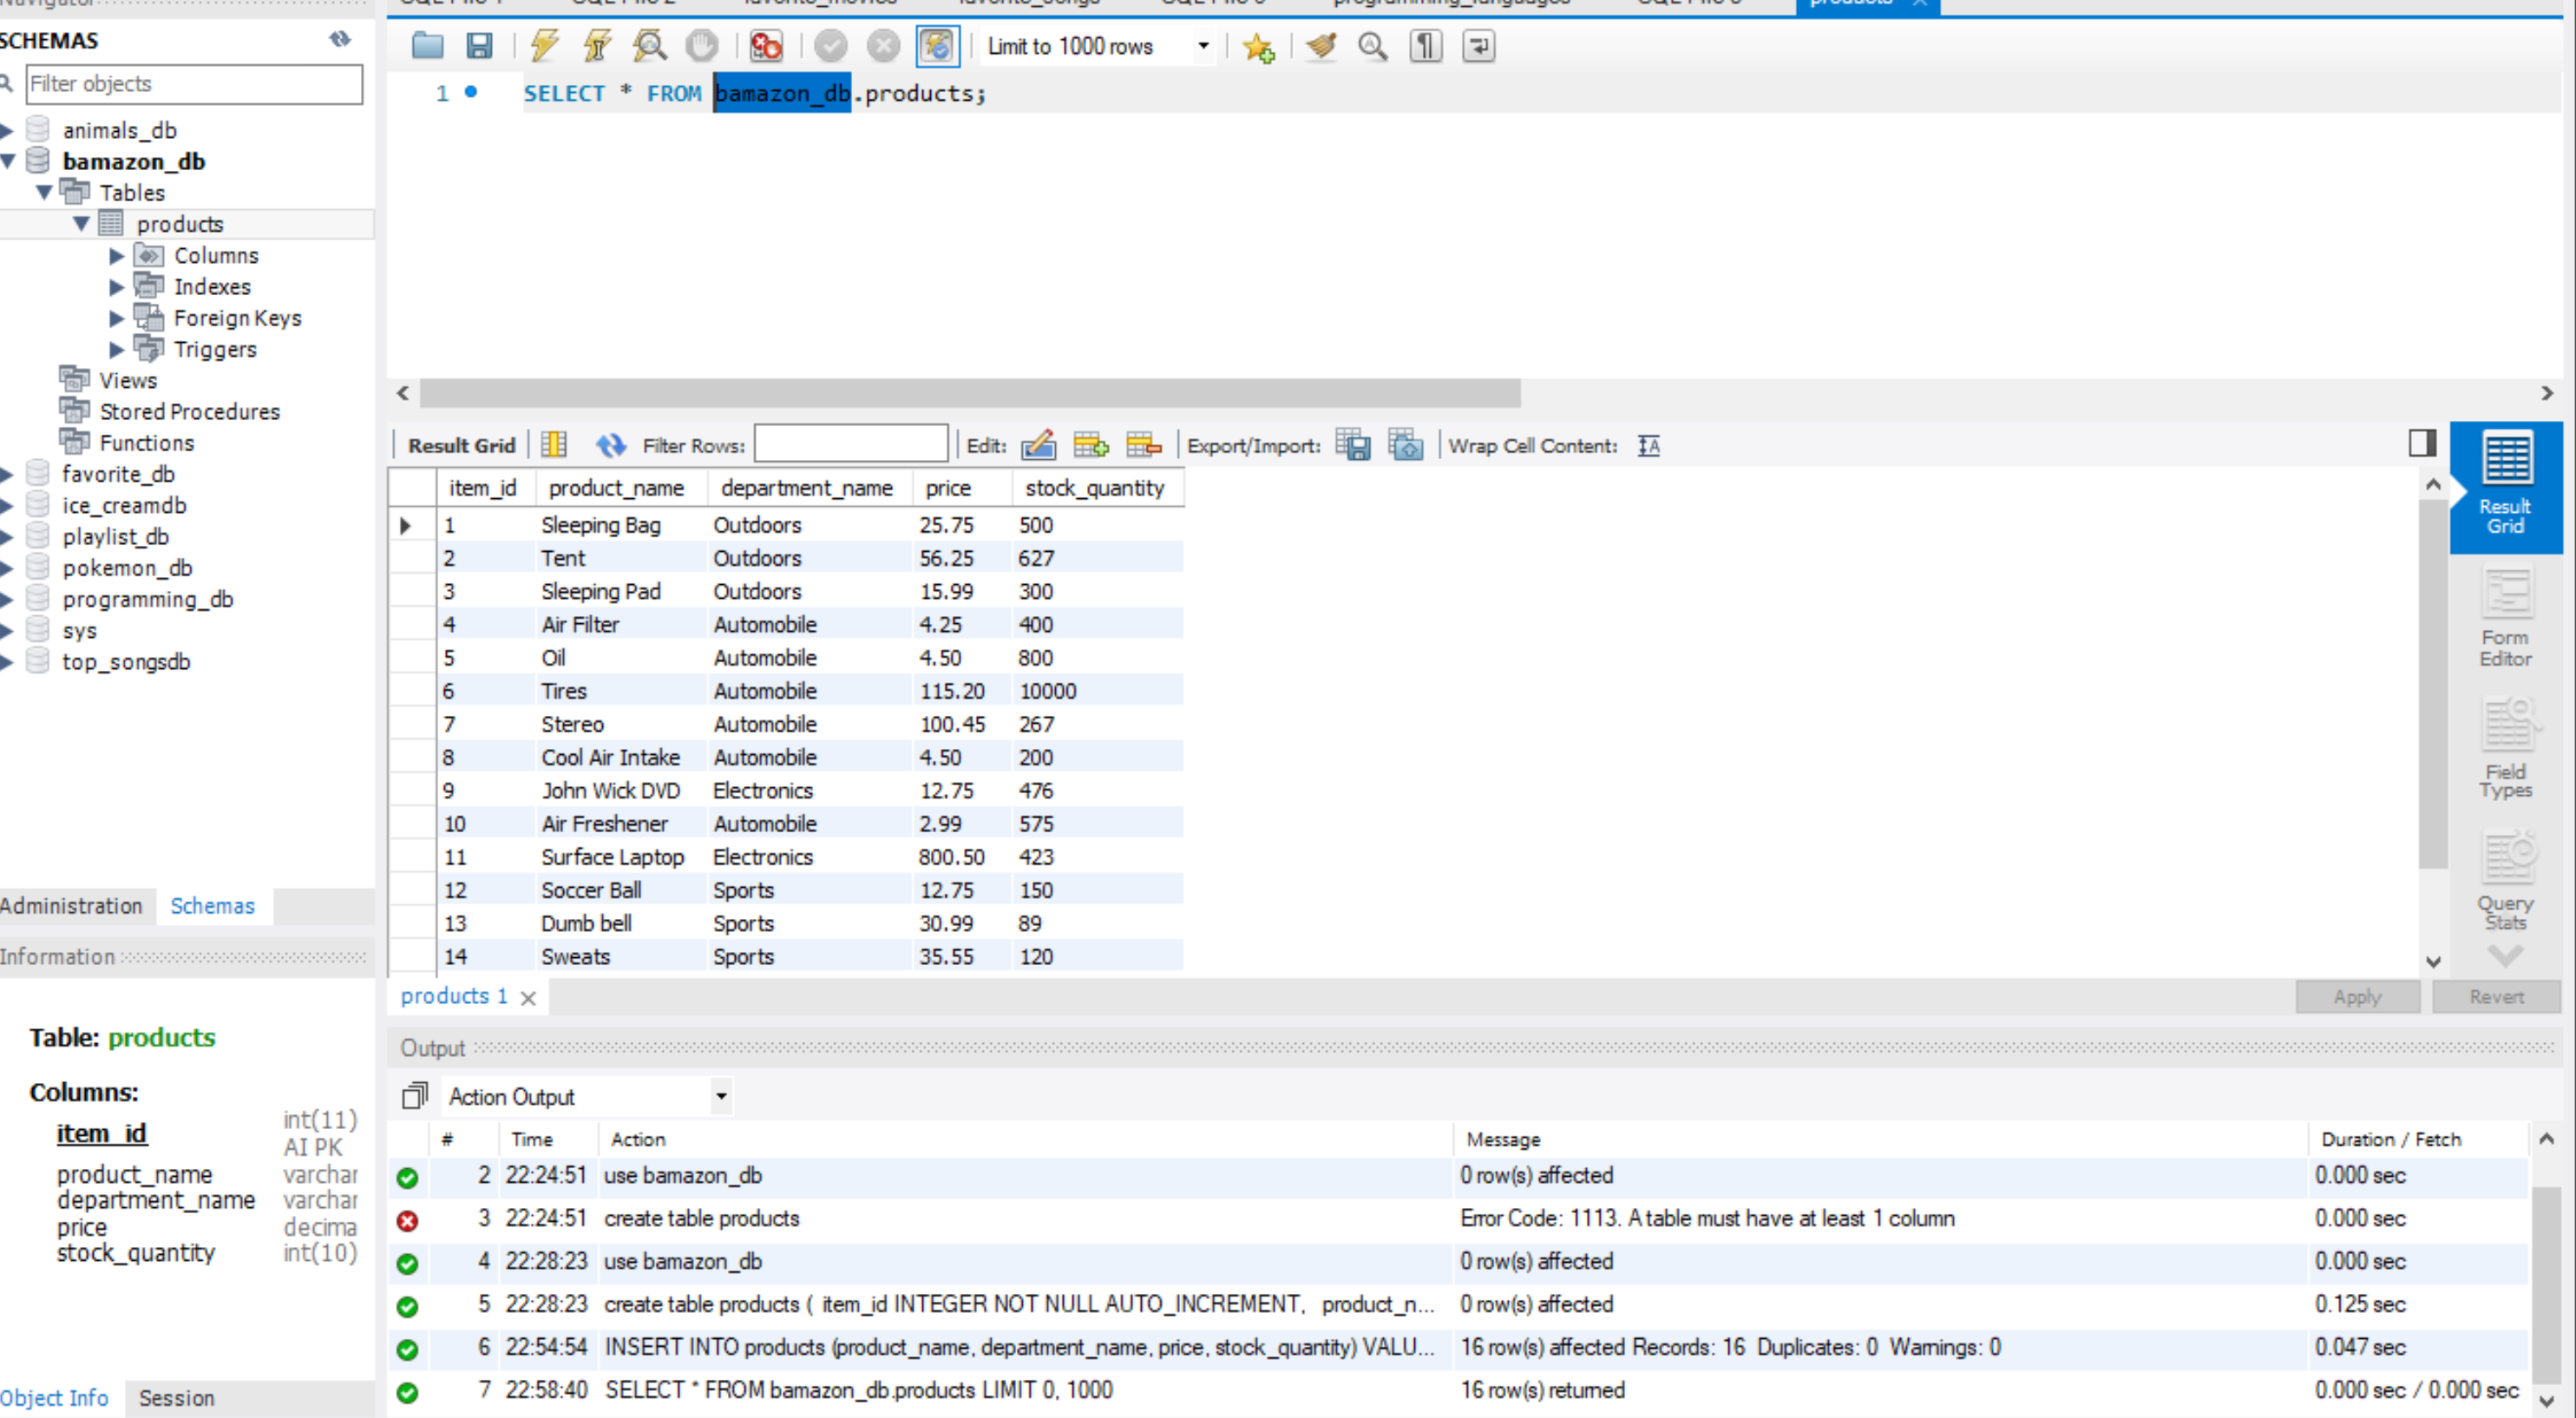 SCHEMAS
Filter objects
animals_db
bamazon_db
Tables
products
Columns
Indexes
Foreign Keys
Triggers
Views
Stored Procedures
Functions
favorite_db
ice_creamdb
playlist_db
pokemon_db
programming_db
sys
top_songsdb
Administration Schemas
Information
Table: products
Columns:
item_id int(11) AI PK
product_name varchar
department_name varchar
price decima
stock_quantity int(10)
Object Info Session
products
Limit to 1000 rows
1 SELECT * FROM bamazon_db.products;
Result Grid Filter Rows: Edit: Export/Import: Wrap Cell Content:
item_id product_name department_name price stock_quantity
1 Sleeping Bag Outdoors 25.75 500
2 Tent Outdoors 56.25 627
3 Sleeping Pad Outdoors 15.99 300
4 Air Filter Automobile 4.25 400
5 Oil Automobile 4.50 800
6 Tires Automobile 115.20 10000
7 Stereo Automobile 100.45 267
8 Cool Air Intake Automobile 4.50 200
9 John Wick DVD Electronics 12.75 476
10 Air Freshener Automobile 2.99 575
11 Surface Laptop Electronics 800.50 423
12 Soccer Ball Sports 12.75 150
13 Dumb bell Sports 30.99 89
14 Sweats Sports 35.55 120
Result
Grid
Form
Editor
Field
Types
Query
Stats
products 1
Apply Revert
Output
Action Output
# Time Action Message Duration / Fetch
2 22:24:51 use bamazon_db 0 row(s) affected 0.000 sec
3 22:24:51 create table products Error Code: 1113. A table must have at least 1 column 0.000 sec
4 22:28:23 use bamazon_db 0 row(s) affected 0.000 sec
5 22:28:23 create table products ( item_id INTEGER NOT NULL AUTO_INCREMENT, product_n... 0 row(s) affected 0.125 sec
6 22:54:54 INSERT INTO products (product_name, department_name, price, stock_quantity) VALU... 16 row(s) affected Records: 16 Duplicates: 0 Warnings: 0 0.047 sec
7 22:58:40 SELECT * FROM bamazon_db.products LIMIT 0, 1000 16 row(s) returned 0.000 sec / 0.000 sec